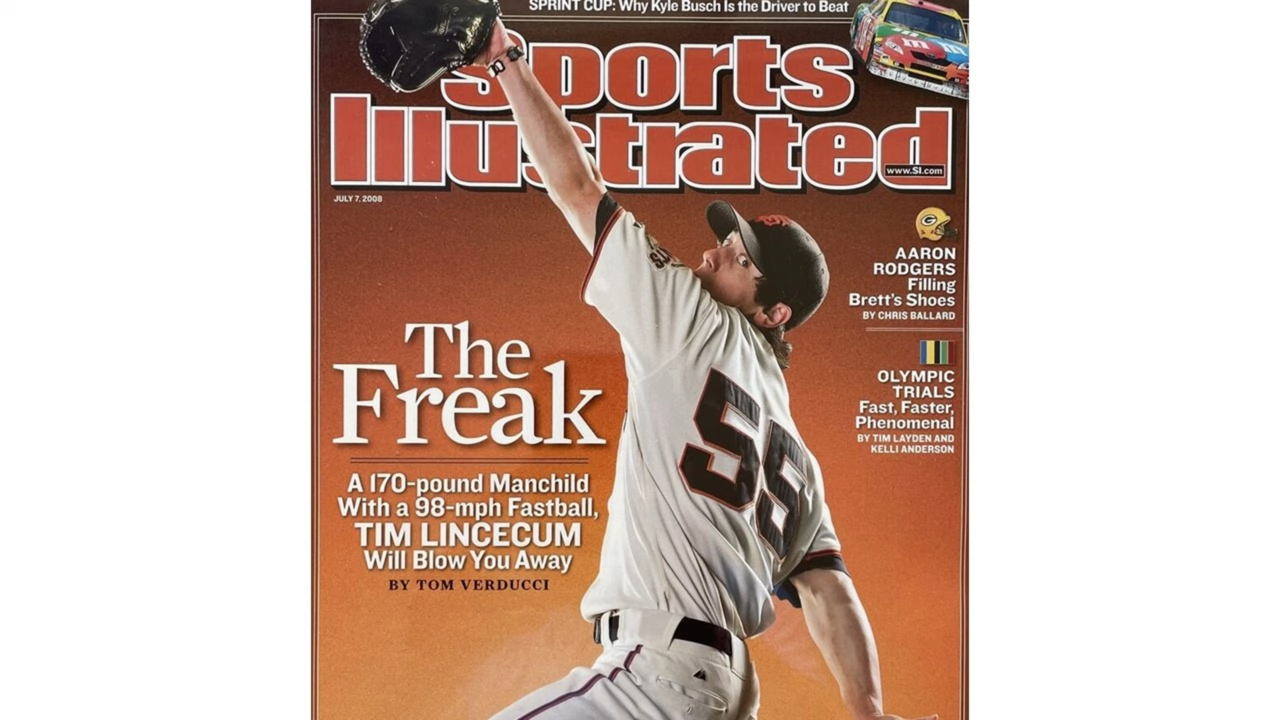 SPRINT CUP: Why Kyle Busch Is the Driver to Beat
Sports
Illustrated
www.SI.com
JULY 7, 2008
AARON
RODGERS
Filling
Brett's Shoes
BY CHRIS BALLARD
OLYMPIC
TRIALS
Fast, Faster,
Phenomenal
BY TIM LAYDEN AND
KELLI ANDERSON
The
Freak
A 170-pound Manchild
With a 98-mph Fastball,
TIM LINCECUM
Will Blow You Away
BY TOM VERDUCCI
55
G
m m
SF